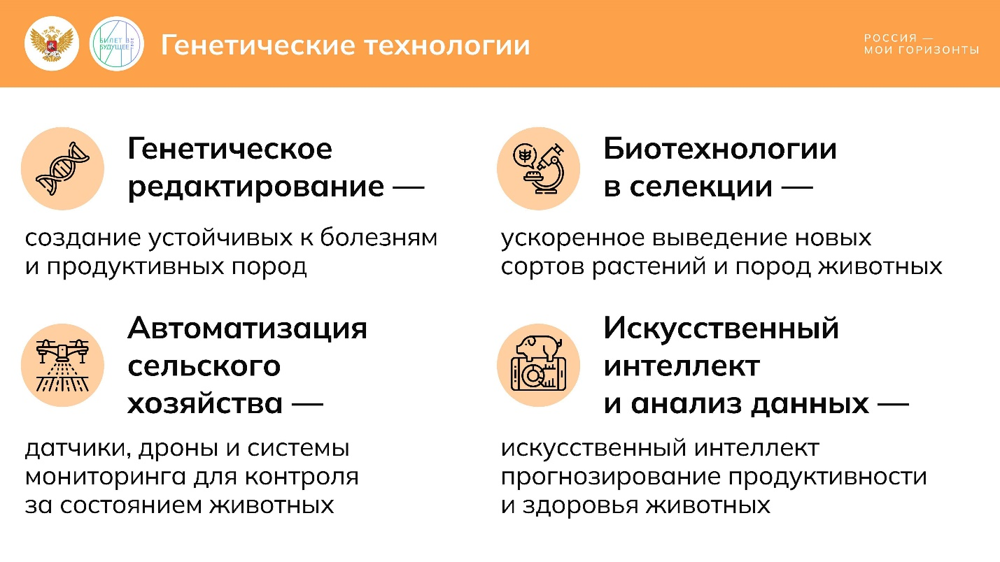 БИЛЕТ В
БУДУЩЕЕ
Генетические технологии
РОССИЯ —
МОИ ГОРИЗОНТЫ
Генетическое
редактирование —
создание устойчивых к болезням
и продуктивных пород
Биотехнологии
в селекции —
ускоренное выведение новых
сортов растений и пород животных
Автоматизация
сельского
хозяйства —
датчики, дроны и системы
мониторинга для контроля
за состоянием животных
Искусственный
интеллект
и анализ данных —
искусственный интеллект
прогнозирование продуктивности
и здоровья животных